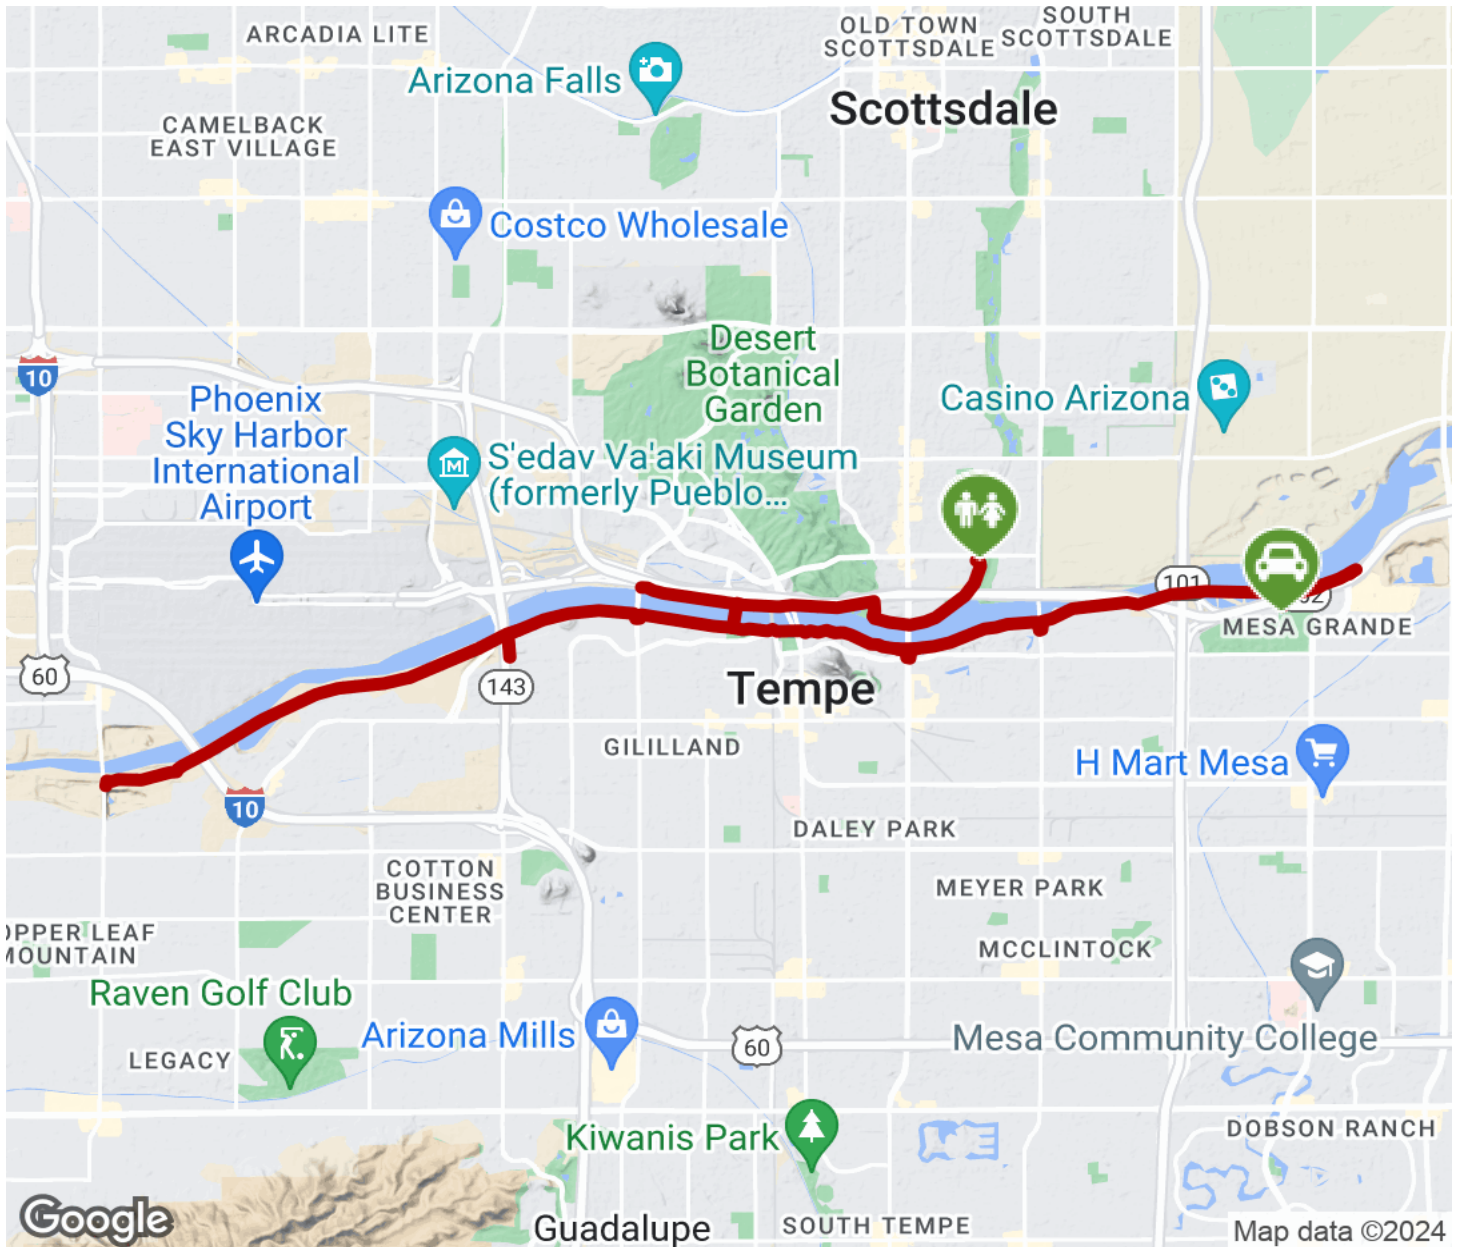 ARCADIA LITE
OLD TOWN
SCOTTSDALE
SOUTH
SCOTTSDALE
Arizona Falls
Scottsdale
CAMELBACK
EAST VILLAGE
Costco Wholesale
Desert
Botanical
Garden
10
Casino Arizona
Phoenix
Sky Harbor
International
Airport
M
S'edav Va'aki Museum
(formerly Pueblo...
101
MESA GRANDE
60
143
Tempe
GILILLAND
H Mart Mesa
10
DALEY PARK
COTTON
BUSINESS
CENTER
MEYER PARK
OPPER LEAF
MOUNTAIN
MCCLINTOCK
Raven Golf Club
Arizona Mills
LEGACY
60
Mesa Community College
Kiwanis Park
DOBSON RANCH
Google
Guadalupe
SOUTH TEMPE
Map data ©2024